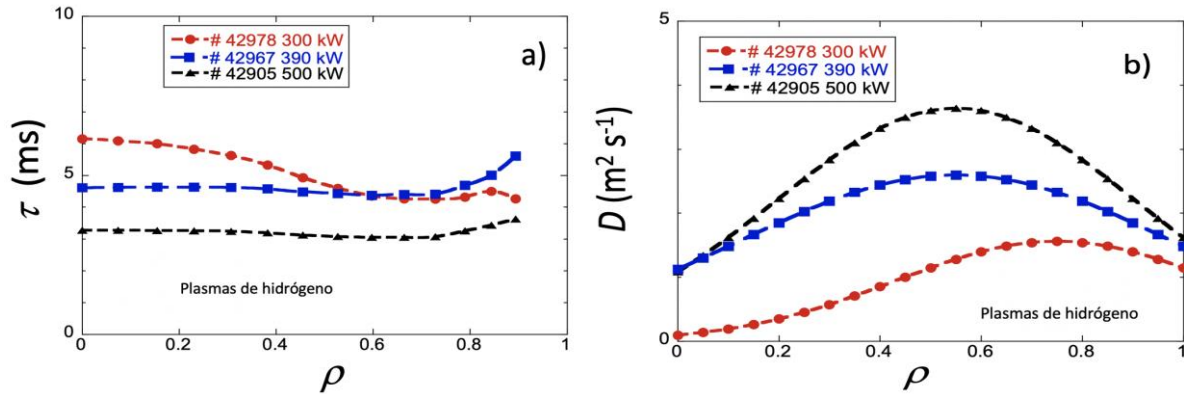 10
# 42978 300 kW
# 42967 390 kW
# 42905 500 kW
a)
5
τ (ms)
Plasmas de hidrógeno
0
0 0.2 0.4 0.6 0.8 1
ρ
5
# 42978 300 kW
# 42967 390 kW
# 42905 500 kW
b)
D (m² s⁻¹)
Plasmas de hidrógeno
0
0 0.2 0.4 0.6 0.8 1
ρ